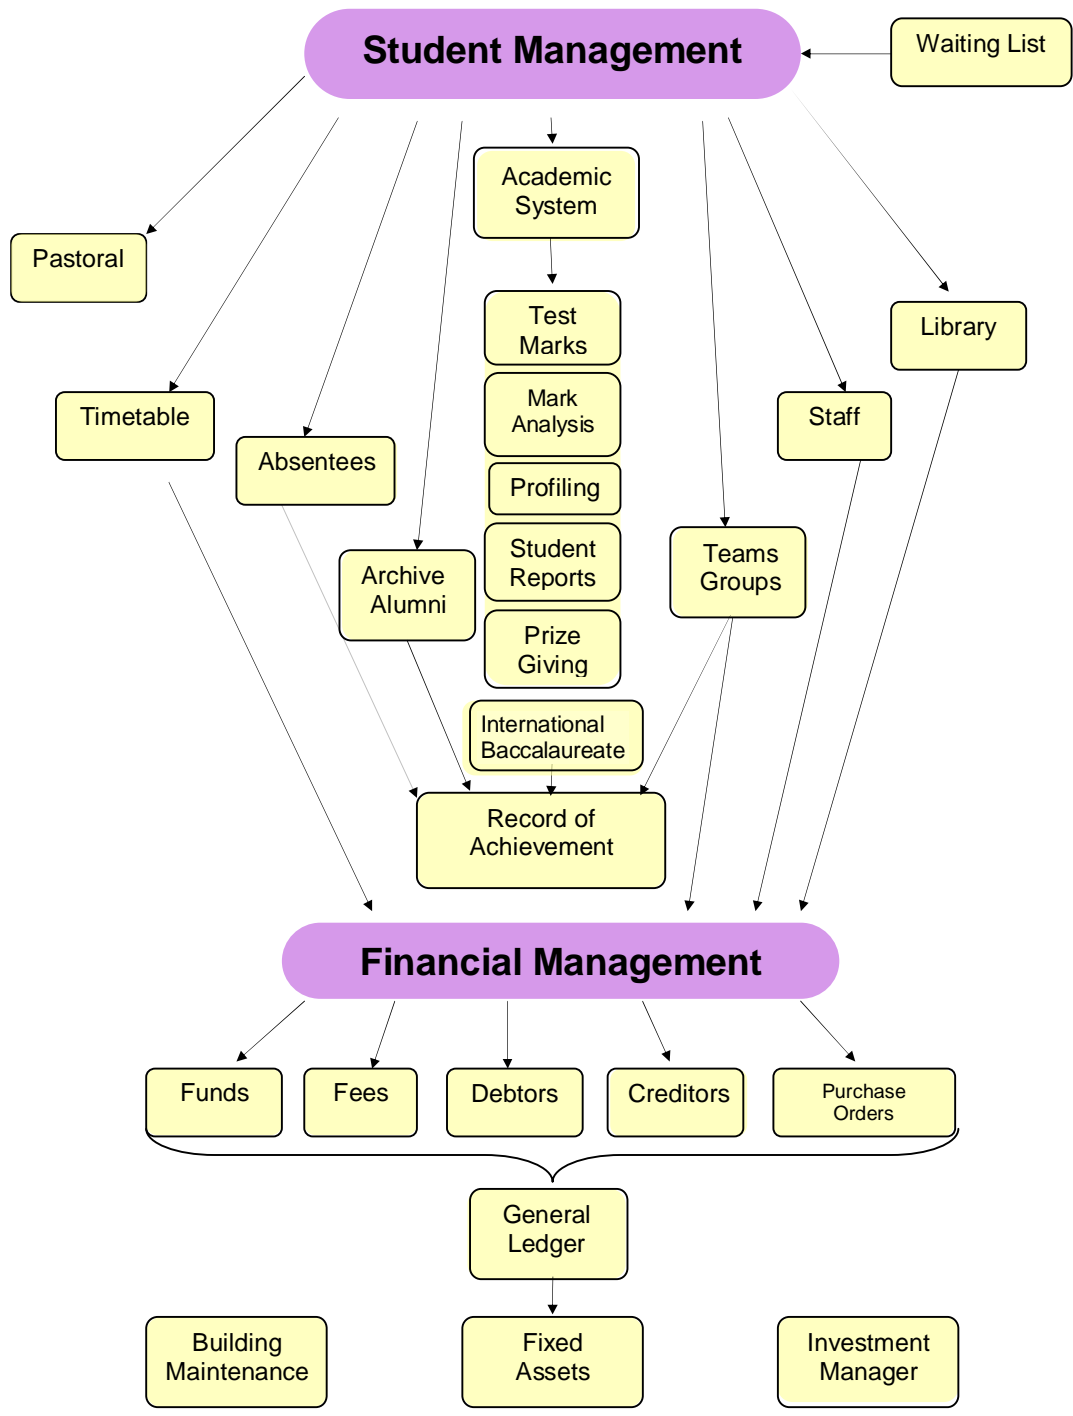 Student Management
Waiting List
Academic
System
Pastoral
Test
Marks
Library
Mark
Analysis
Timetable
Staff
Absentees
Profiling
Student
Reports
Teams
Groups
Archive
Alumni
Prize
Giving
International
Baccalaureate
Record of
Achievement
Financial Management
Funds
Fees
Debtors
Creditors
Purchase
Orders
General
Ledger
Building
Maintenance
Fixed
Assets
Investment
Manager